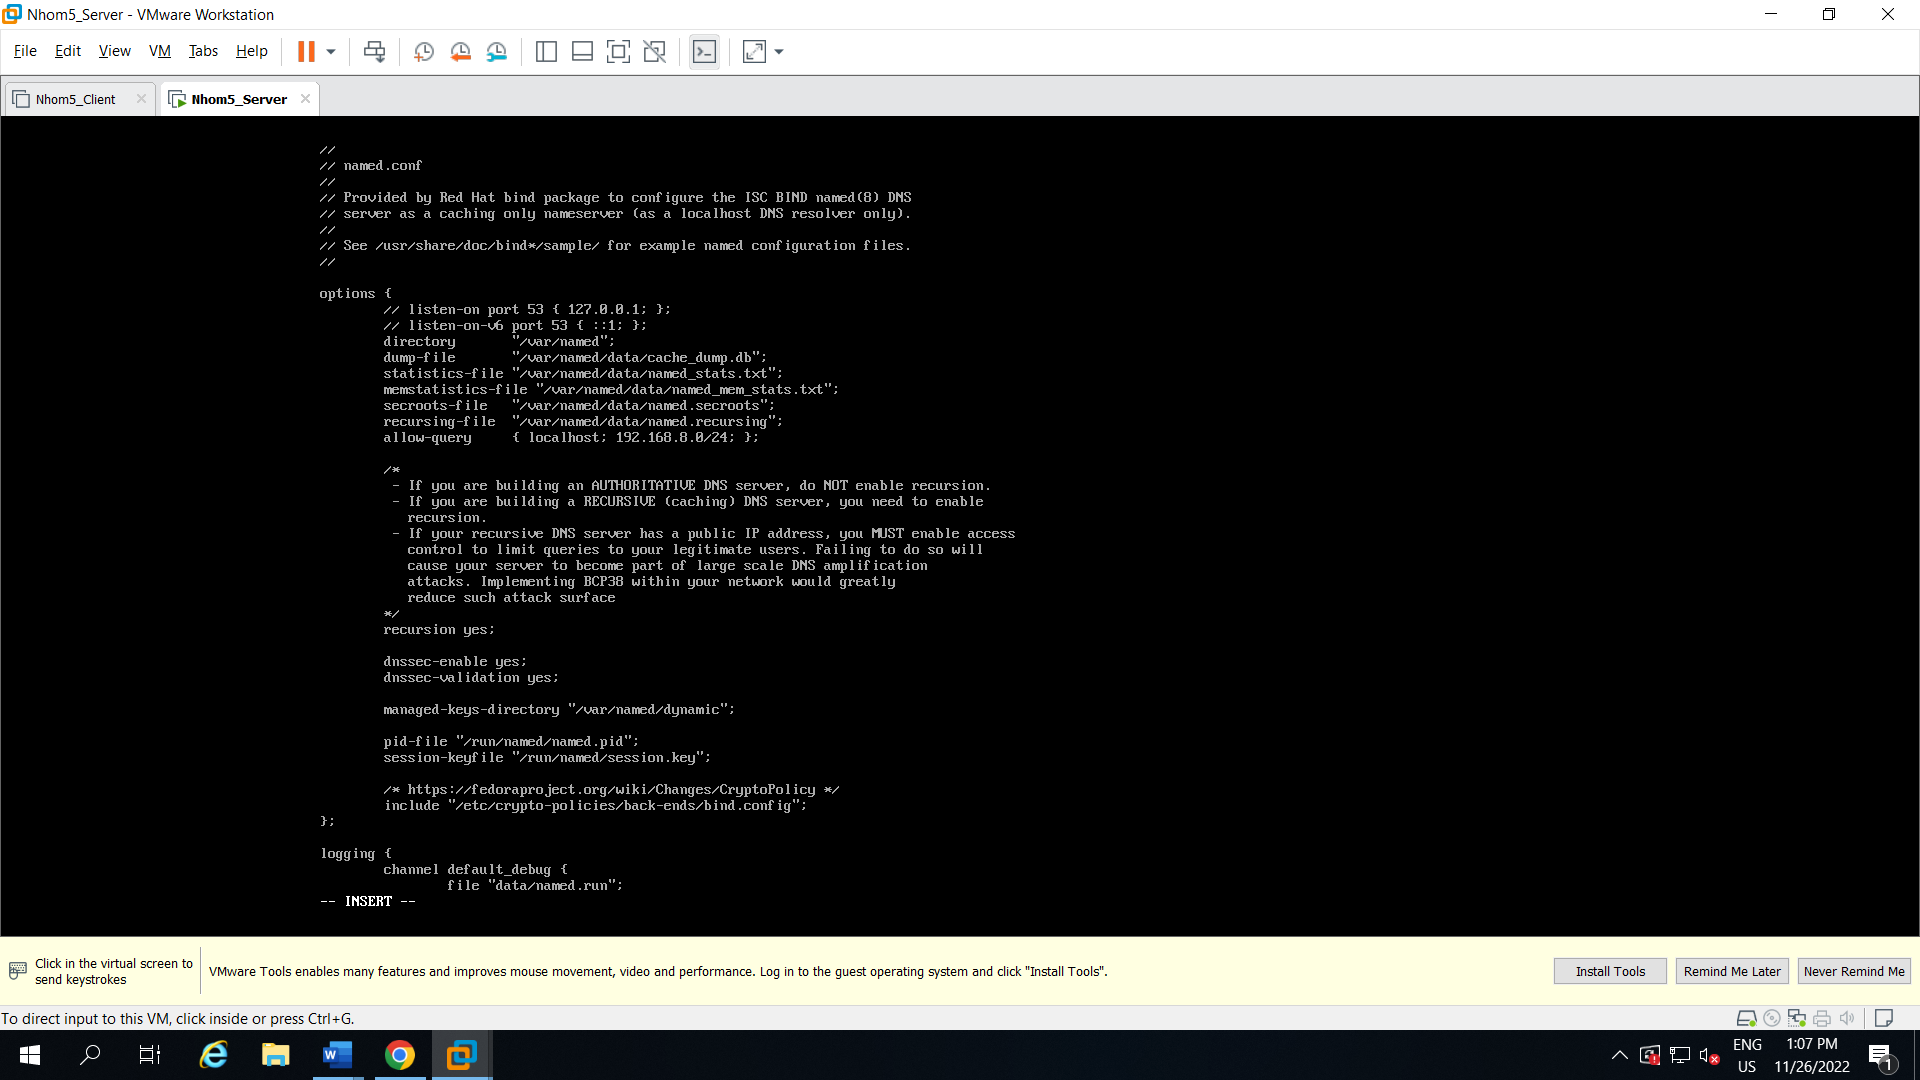 Nhom5_Server - VMware Workstation
File Edit View VM Tabs Help
Nhom5_Client
Nhom5_Server
//
// named.conf
//
// Provided by Red Hat bind package to configure the ISC BIND named(8) DNS
// server as a caching only nameserver (as a localhost DNS resolver only).
//
// See /usr/share/doc/bind*/sample/ for example named configuration files.
//
options {
// listen-on port 53 { 127.0.0.1; };
// listen-on-v6 port 53 { ::1; };
directory "/var/named";
dump-file "/var/named/data/cache_dump.db";
statistics-file "/var/named/data/named_stats.txt";
memstatistics-file "/var/named/data/named_mem_stats.txt";
secroots-file "/var/named/data/named.secroots";
recursing-file "/var/named/data/named.recursing";
allow-query { localhost; 192.168.8.0/24; };
/*
- If you are building an AUTHORITATIVE DNS server, do NOT enable recursion.
- If you are building a RECURSIVE (caching) DNS server, you need to enable
recursion.
- If your recursive DNS server has a public IP address, you MUST enable access
control to limit queries to your legitimate users. Failing to do so will
cause your server to become part of large scale DNS amplification
attacks. Implementing BCP38 within your network would greatly
reduce such attack surface
*/
recursion yes;
dnssec-enable yes;
dnssec-validation yes;
managed-keys-directory "/var/named/dynamic";
pid-file "/run/named/named.pid";
session-keyfile "/run/named/session.key";
/* https://fedoraproject.org/wiki/Changes/CryptoPolicy */
include "/etc/crypto-policies/back-ends/bind.config";
};
logging {
channel default_debug {
file "data/named.run";
-- INSERT --
Click in the virtual screen to
send keystrokes
VMware Tools enables many features and improves mouse movement, video and performance. Log in to the guest operating system and click "Install Tools".
Install Tools
Remind Me Later
Never Remind Me
To direct input to this VM, click inside or press Ctrl+G.
ENG
US
1:07 PM
11/26/2022
1